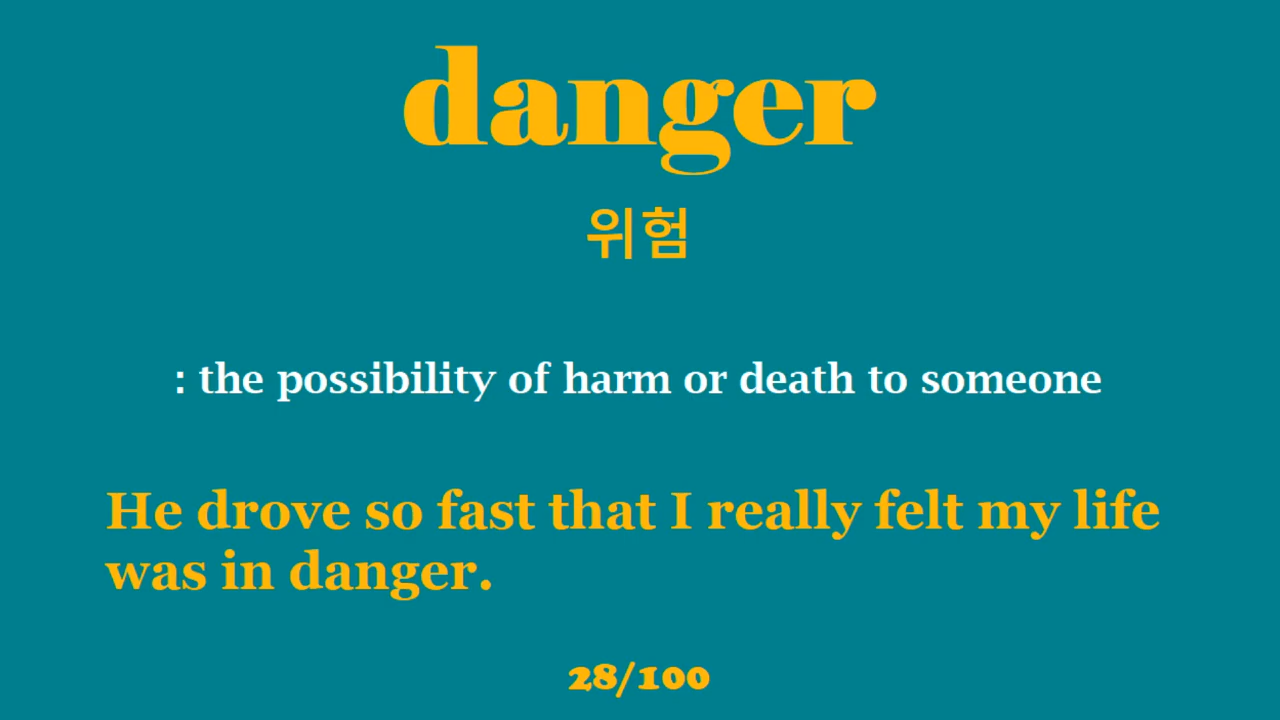 danger
위험
: the possibility of harm or death to someone
He drove so fast that I really felt my life
was in danger.
28/100